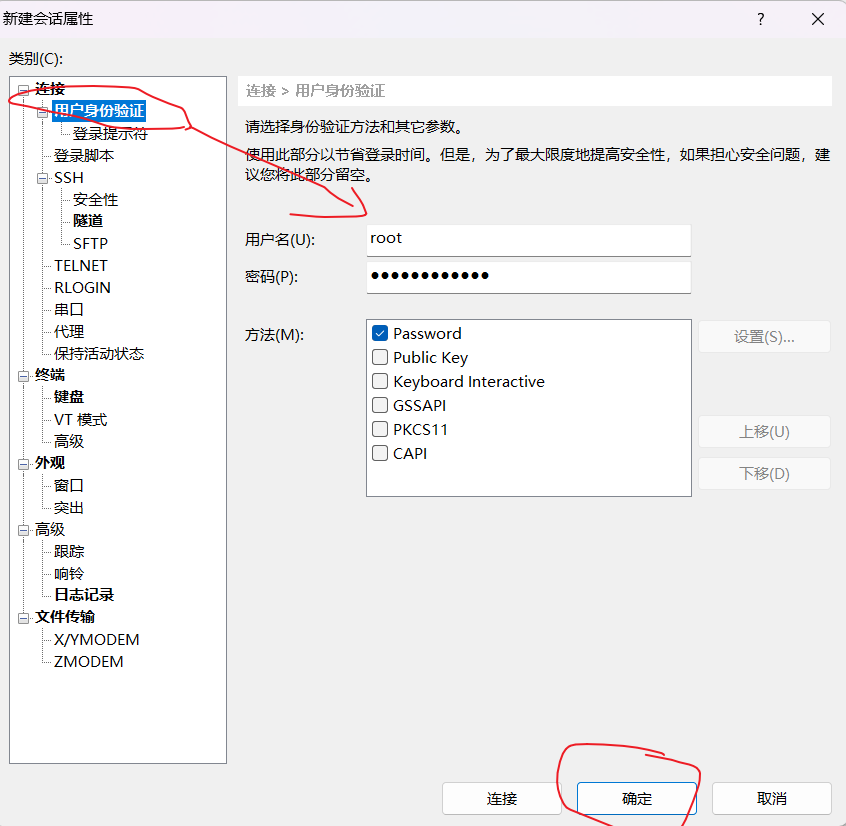 新建会话属性
?
类别(C):
连接
用户身份验证
登录提示符
登录脚本
SSH
安全性
隧道
SFTP
TELNET
RLOGIN
串口
代理
保持活动状态
终端
键盘
VT 模式
高级
外观
窗口
突出
高级
跟踪
响铃
日志记录
文件传输
X/YMODEM
ZMODEM
连接 > 用户身份验证
请选择身份验证方法和其它参数。
使用此部分以节省登录时间。但是，为了最大限度地提高安全性，如果担心安全问题，建
议您将此部分留空。
用户名(U):
root
密码(P):
●●●●●●●●●●●●
方法(M):
Password
Public Key
Keyboard Interactive
GSSAPI
PKCS11
CAPI
设置(S)...
上移(U)
下移(D)
连接
确定
取消